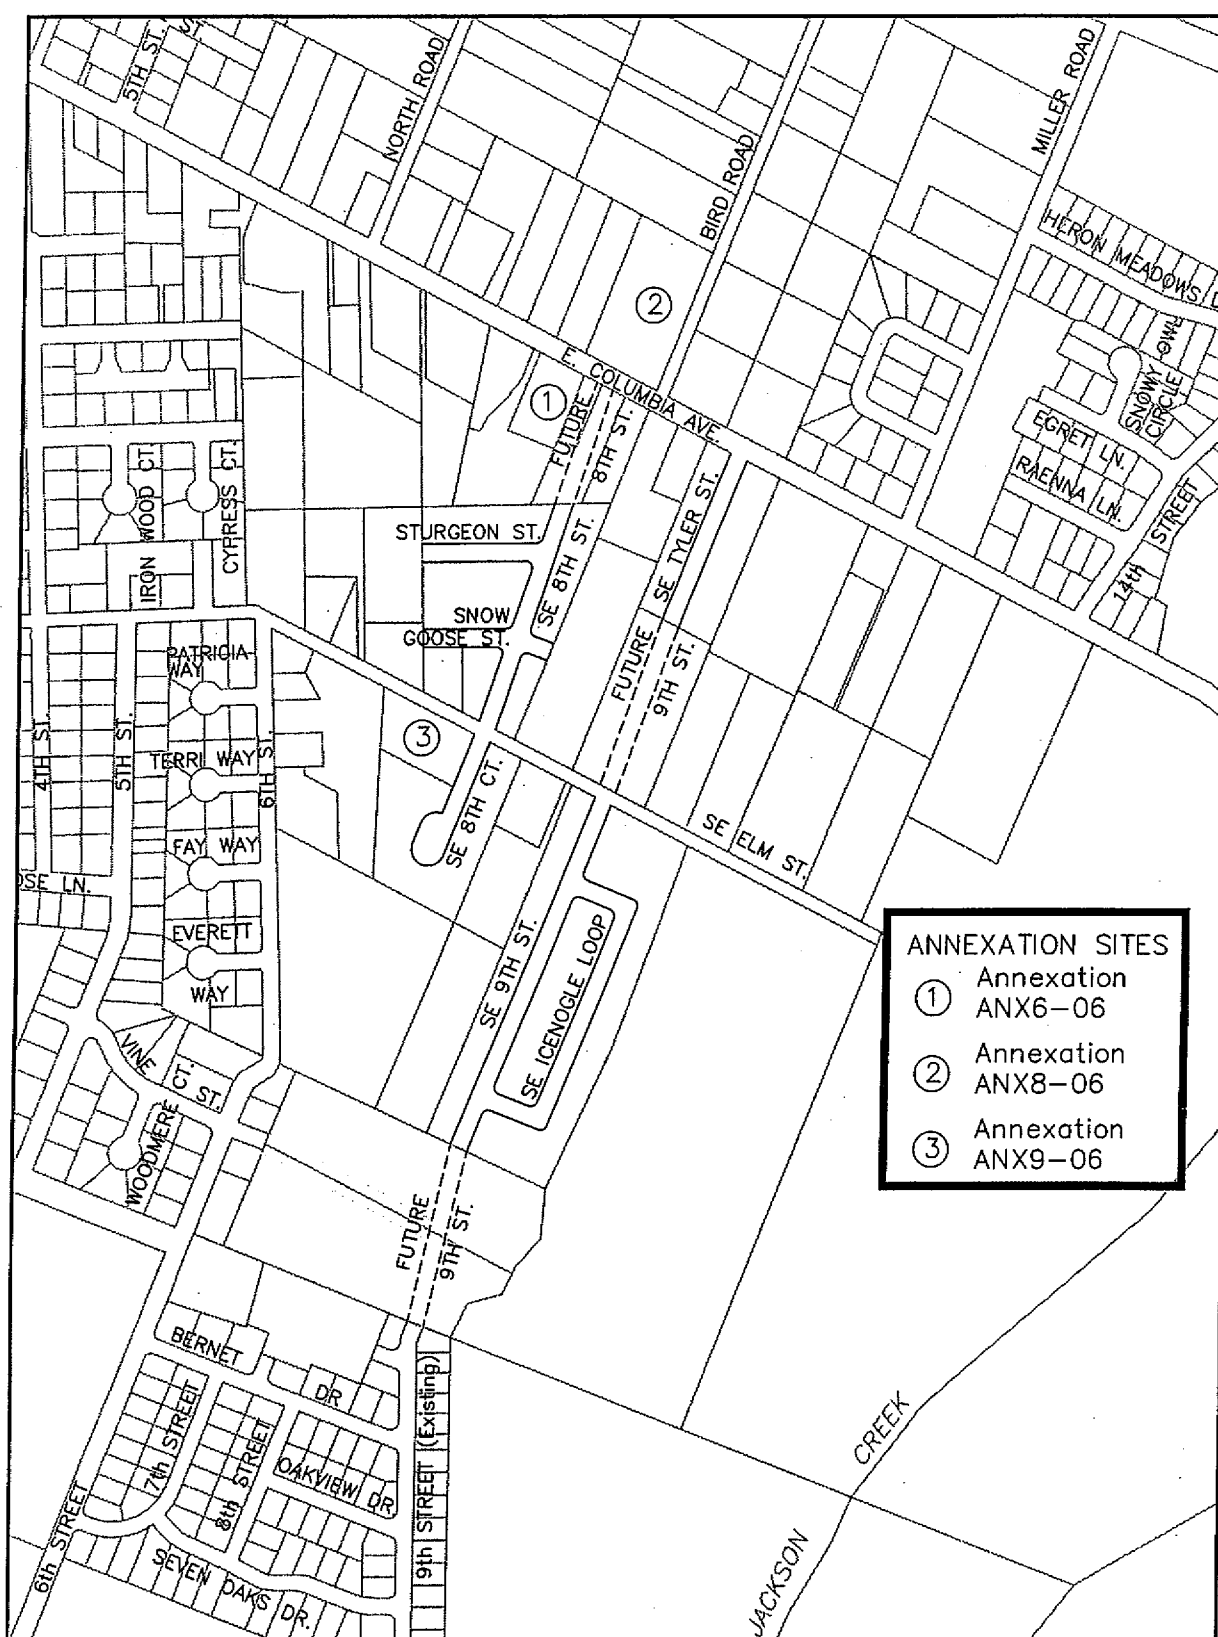 5TH ST.
ST
NORTH ROAD
BIRD ROAD
MILLER ROAD
HERON MEADOWS
SNOWY OWL
CIRCLE
EGRET LN.
RAENNA LN.
14th STREET
E. COLUMBIA AVE.
1
2
3
FUTURE
8TH ST.
STURGEON ST.
SE 8TH ST.
SE TYLER ST.
SNOW
GOOSE ST.
FUTURE
9TH ST.
IRON WOOD CT.
CYPRESS CT.
PATRICIA
WAY
TERRI WAY
FAY WAY
EVERETT
WAY
4TH ST.
5TH ST.
6TH ST.
OSE LN.
VINE
ST.
WOODMERE
CT.
SE 8TH CT.
SE ELM ST.
SE 9TH ST.
SE ICENOGLE LOOP
FUTURE
9TH ST.
ANNEXATION SITES
1 Annexation
ANX6-06
2 Annexation
ANX8-06
3 Annexation
ANX9-06
BERNET
DR
7th STREET
8th STREET
OAKVIEW DR
9th STREET (Existing)
6th STREET
SEVEN OAKS DR.
JACKSON
CREEK